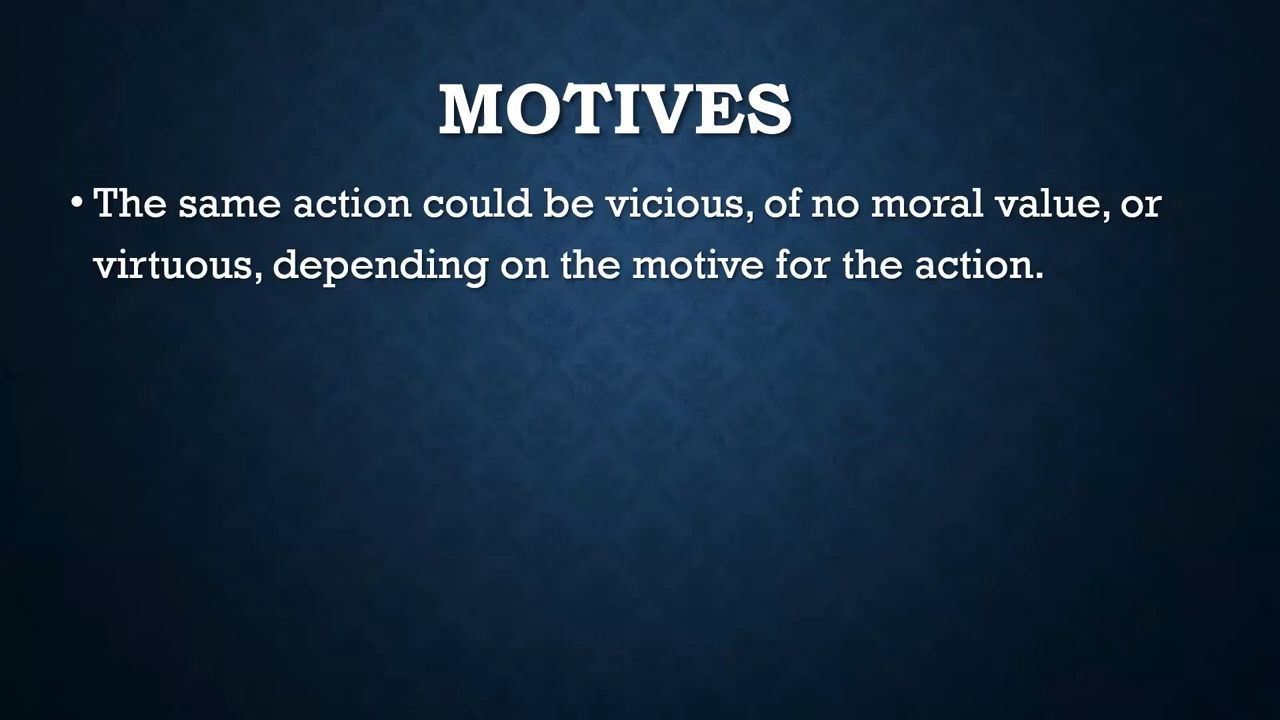 MOTIVES
• The same action could be vicious, of no moral value, or
virtuous, depending on the motive for the action.